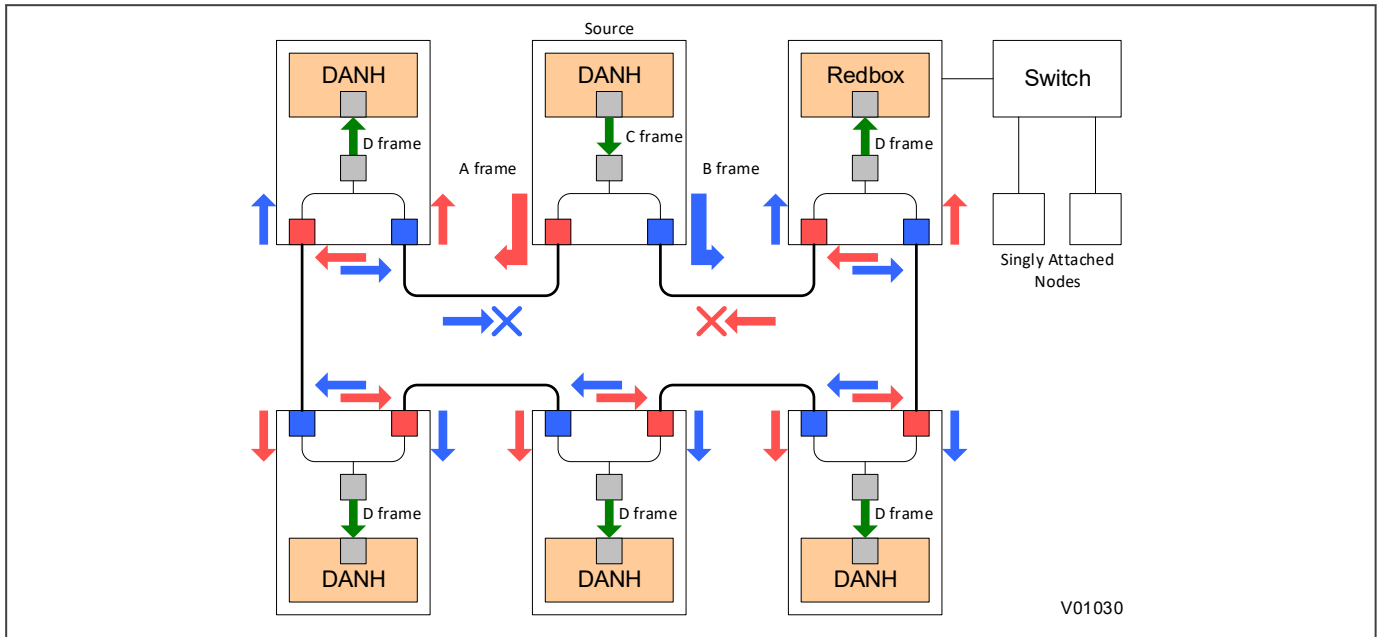 Source
DANH
DANH
Redbox
Switch
D frame
C frame
D frame
A frame
B frame
Singly Attached
Nodes
D frame
D frame
D frame
DANH
DANH
DANH
V01030